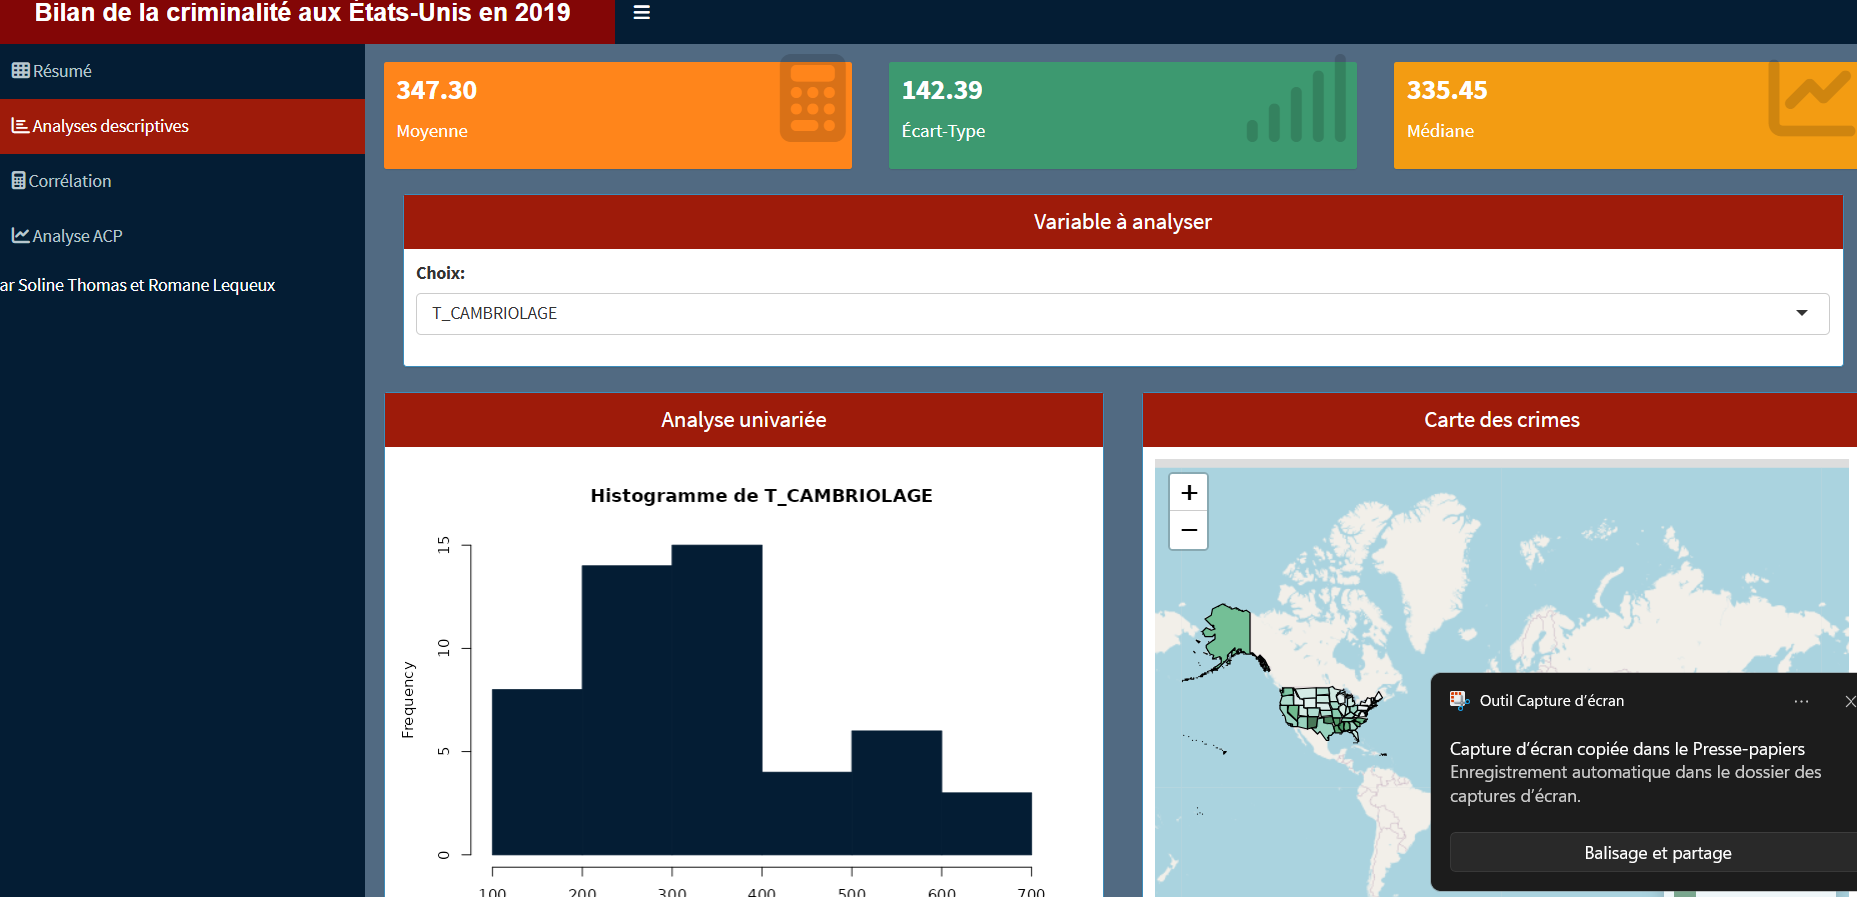 Bilan de la criminalité aux États-Unis en 2019
Résumé
Analyses descriptives
Corrélation
Analyse ACP
ar Soline Thomas et Romane Lequeux
347.30
Moyenne
142.39
Écart-Type
335.45
Médiane
Variable à analyser
Choix:
T_CAMBRIOLAGE
Analyse univariée
Histogramme de T_CAMBRIOLAGE
Frequency
15
10
5
0
100 200 300 400 500 600 700
Carte des crimes
+
−
Outil Capture d'écran
Capture d'écran copiée dans le Presse-papiers
Enregistrement automatique dans le dossier des
captures d'écran.
Balisage et partage